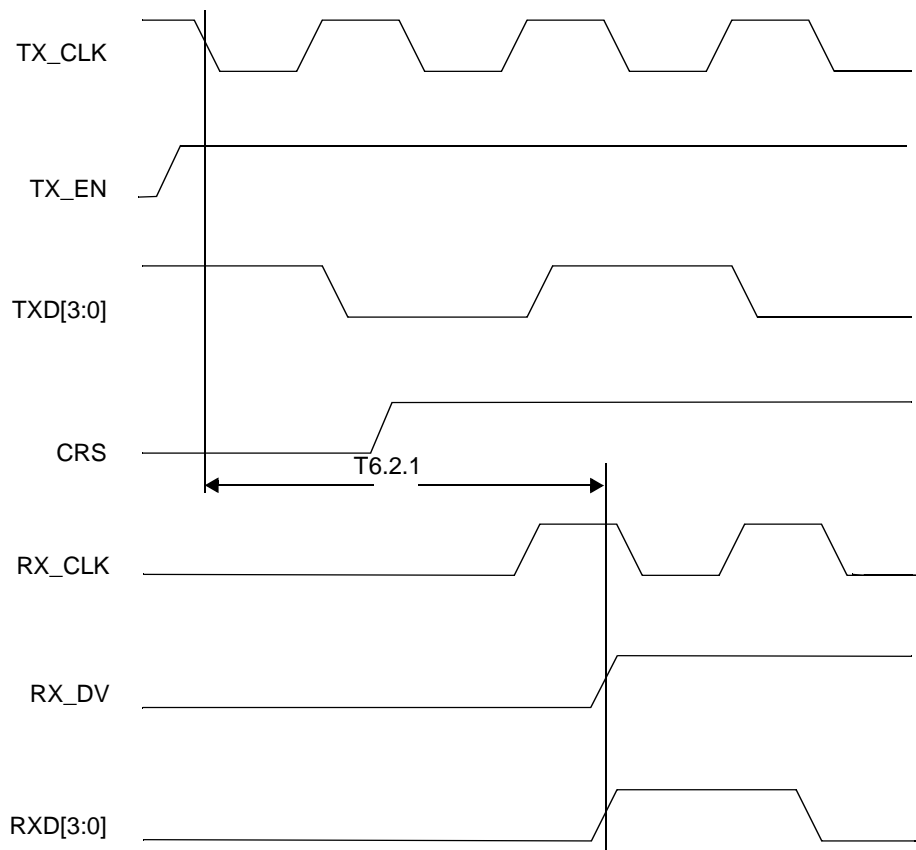 TX_CLK
TX_EN
TXD[3:0]
CRS
T6.2.1
RX_CLK
RX_DV
RXD[3:0]